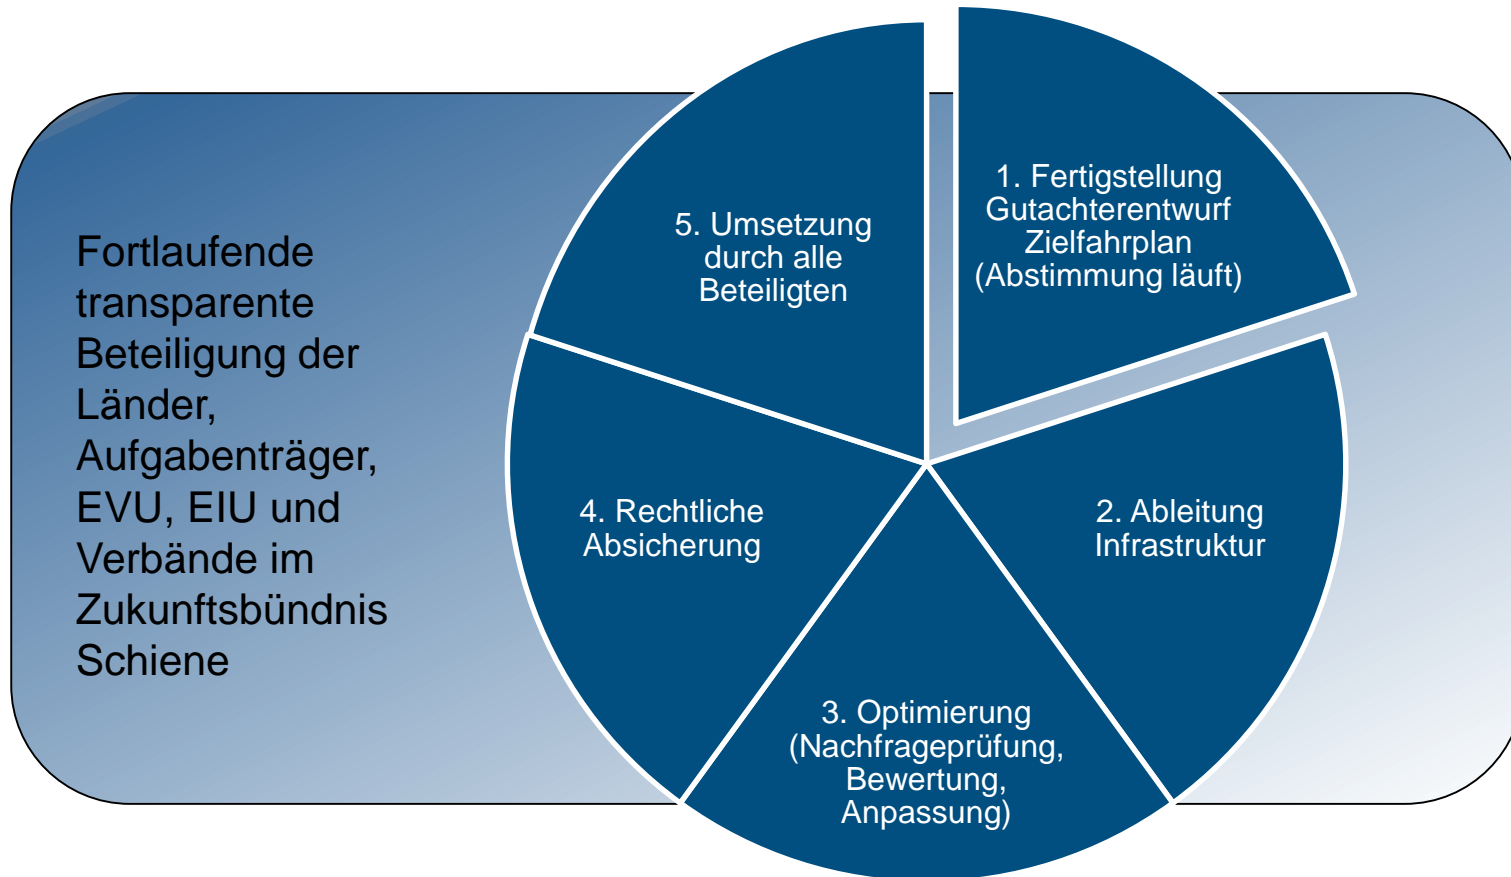 Fortlaufende
transparente
Beteiligung der
Länder,
Aufgabenträger,
EVU, EIU und
Verbände im
Zukunftsbündnis
Schiene
1. Fertigstellung
Gutachterentwurf
Zielfahrplan
(Abstimmung läuft)
2. Ableitung
Infrastruktur
3. Optimierung
(Nachfrageprüfung,
Bewertung,
Anpassung)
4. Rechtliche
Absicherung
5. Umsetzung
durch alle
Beteiligten